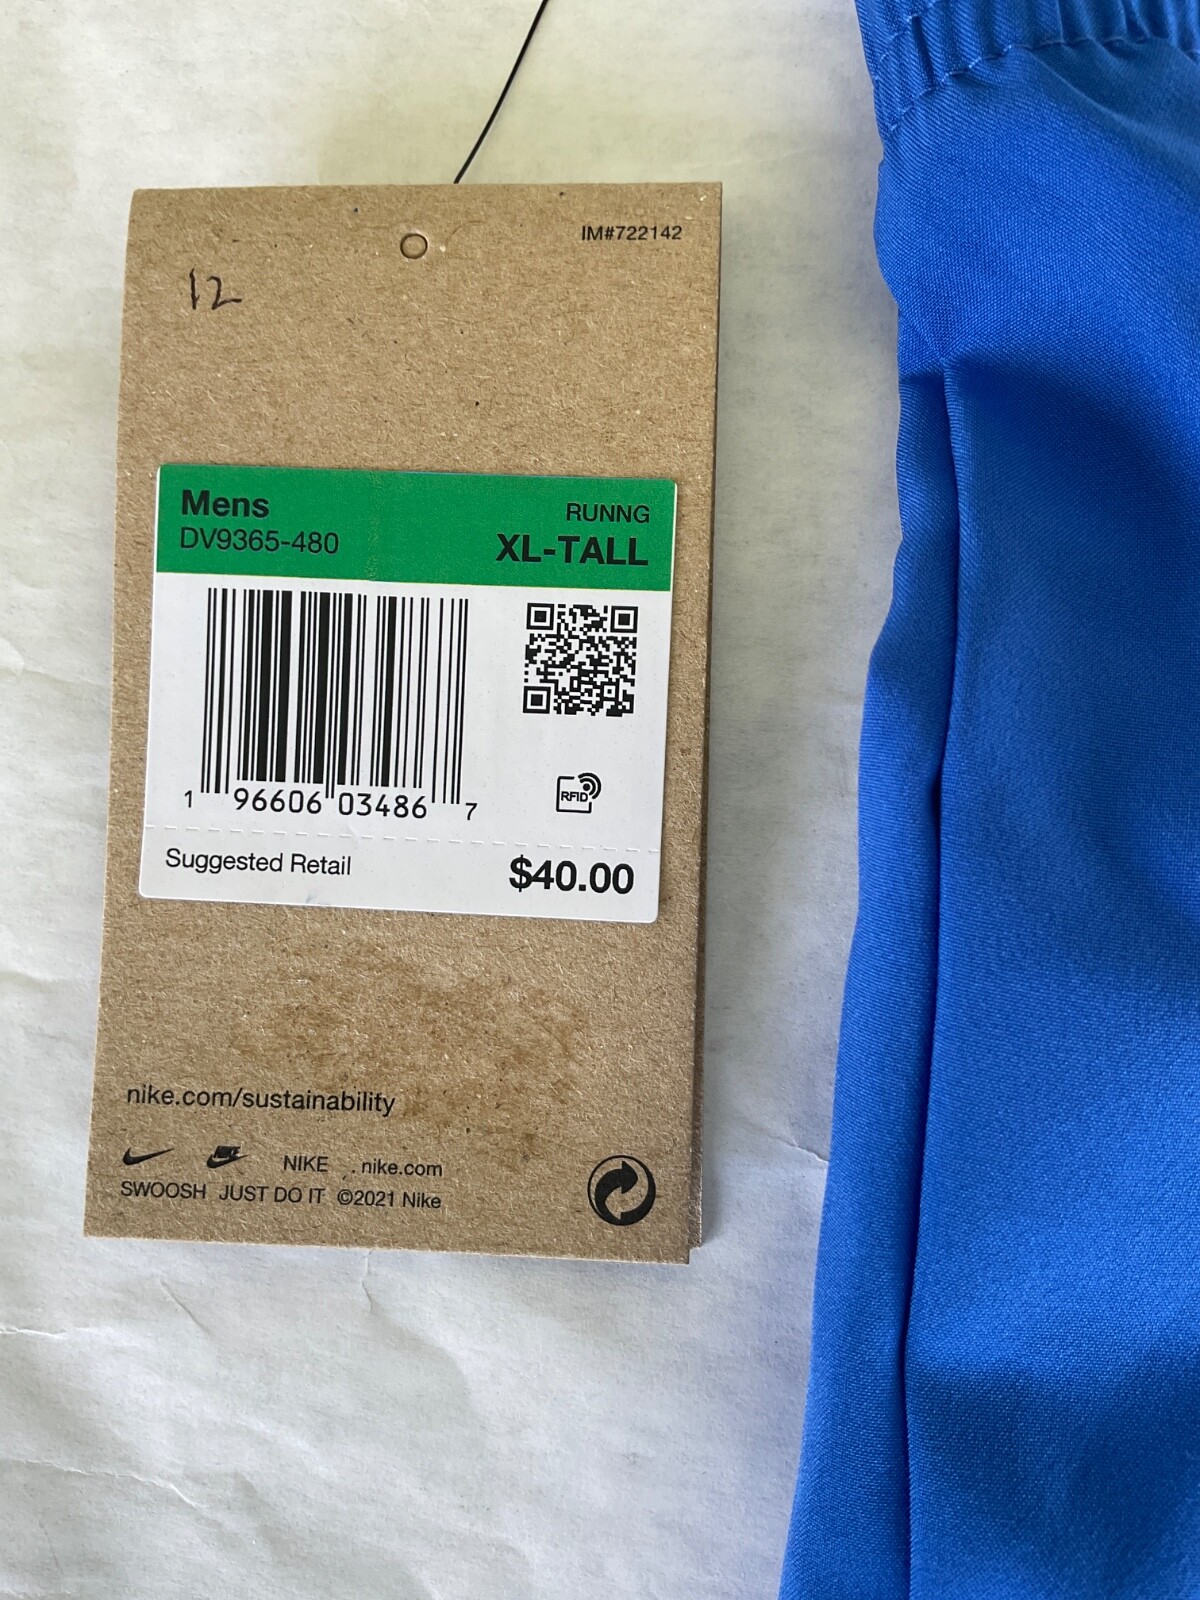 IM#722142
12
Mens
RUNNG
DV9365-480
XL-TALL
1 96606 03486 7
RFID
Suggested Retail
$40.00
nike.com/sustainability
NIKE . nike.com
SWOOSH JUST DO IT ©2021 Nike